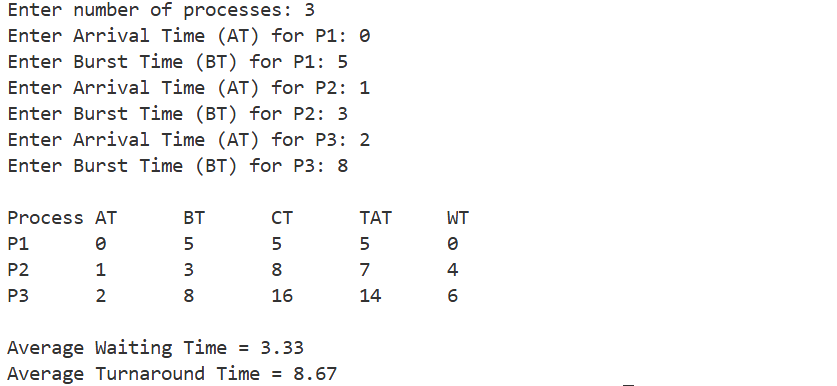 Enter number of processes: 3
Enter Arrival Time (AT) for P1: 0
Enter Burst Time (BT) for P1: 5
Enter Arrival Time (AT) for P2: 1
Enter Burst Time (BT) for P2: 3
Enter Arrival Time (AT) for P3: 2
Enter Burst Time (BT) for P3: 8
Process AT BT CT TAT WT
P1 0 5 5 5 0
P2 1 3 8 7 4
P3 2 8 16 14 6
Average Waiting Time = 3.33
Average Turnaround Time = 8.67